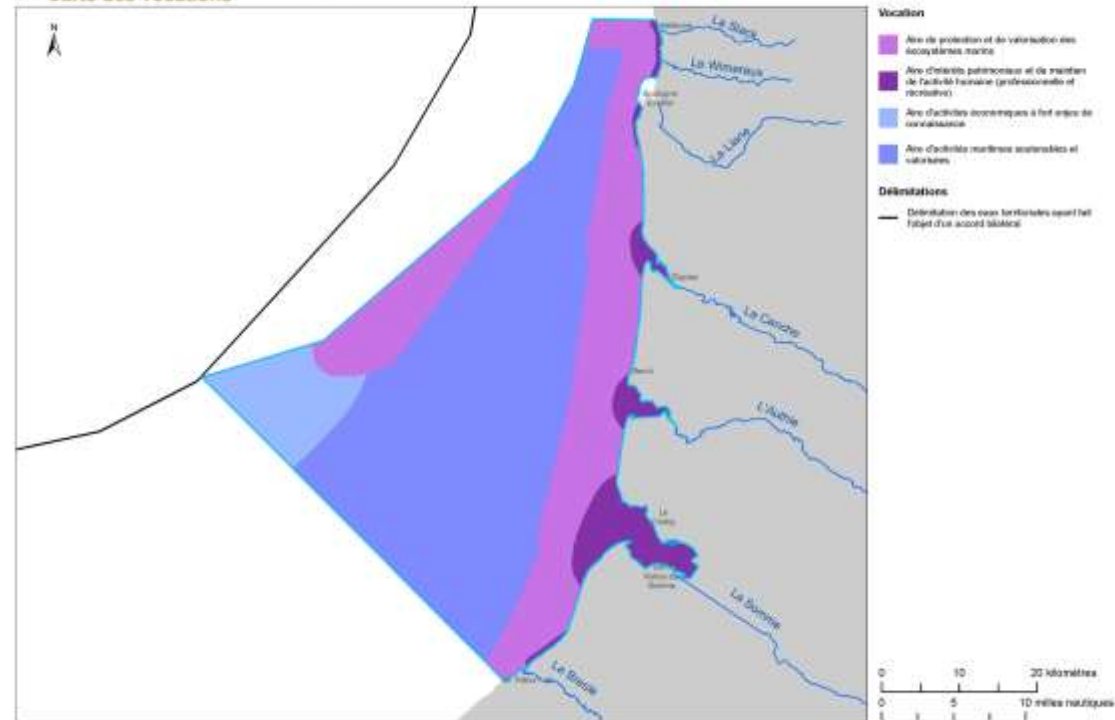 N
La Slack
Le Wimereux
La Liane
La Canche
L'Authie
La Somme
La Bresle
Vocation
Aire de protection et de valorisation des
écosystèmes marins
Aire d'intérêts patrimoniaux et de maintien
de l'activité humaine (professionnelle et
récréative)
Aire d'activités économiques à fort enjeu de
connaissance
Aire d'activités maritimes soutenables et
valorisées
Délimitations
Délimitation des eaux territoriales ayant fait
l'objet d'un accord bilatéral
0 10 20 kilomètres
0 5 10 milles nautiques